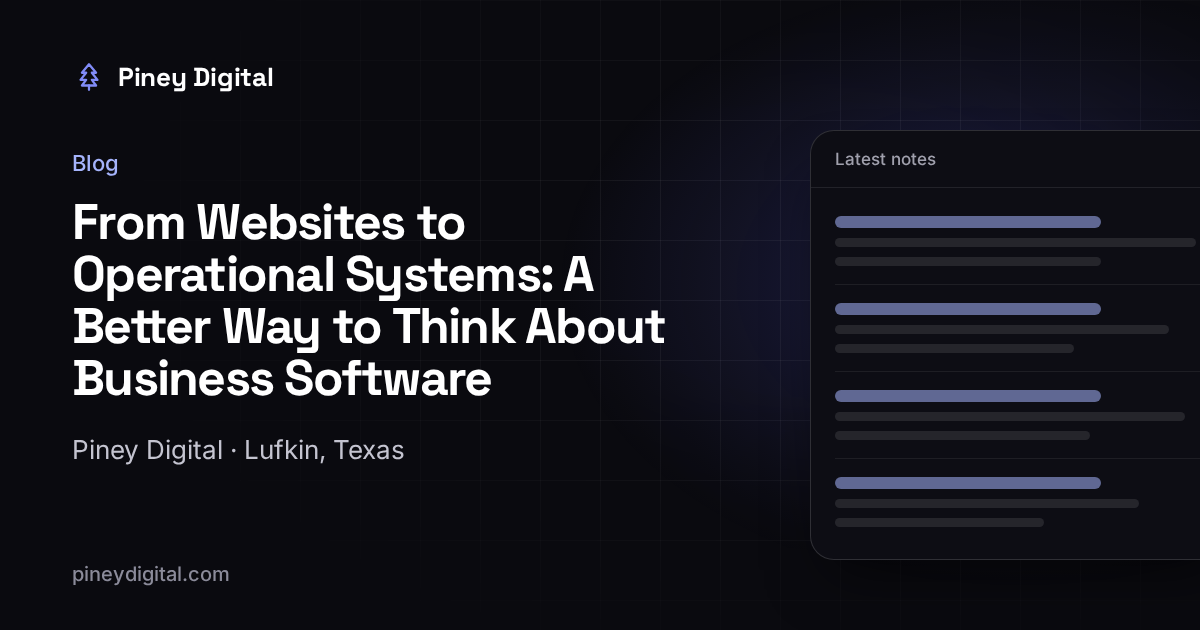 Piney Digital
Blog
From Websites to
Operational Systems: A
Better Way to Think About
Business Software
Piney Digital · Lufkin, Texas
pineydigital.com
Latest notes